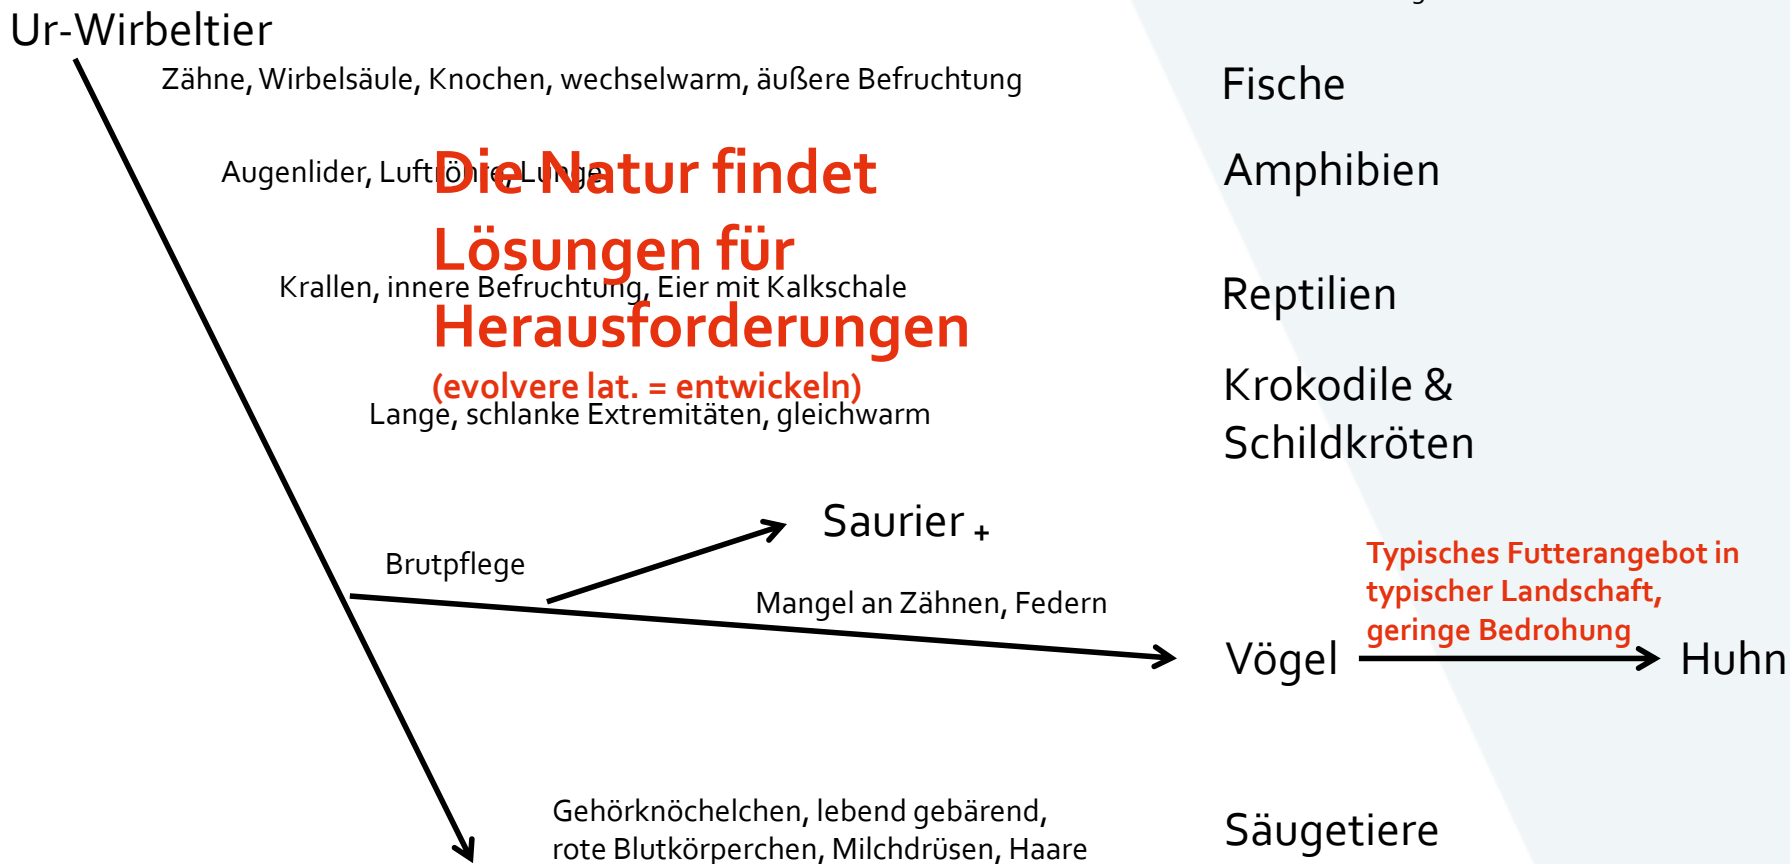 Ur-Wirbeltier
Zähne, Wirbelsäule, Knochen, wechselwarm, äußere Befruchtung
Fische
Augenlider, Luftröhre, Lunge
Amphibien
Die Natur findet
Lösungen für
Herausforderungen
(evolvere lat. = entwickeln)
Krallen, innere Befruchtung, Eier mit Kalkschale
Reptilien
Lange, schlanke Extremitäten, gleichwarm
Krokodile &
Schildkröten
Saurier +
Brutpflege
Mangel an Zähnen, Federn
Typisches Futterangebot in
typischer Landschaft,
geringe Bedrohung
Vögel
Huhn
Gehörknöchelchen, lebend gebärend,
rote Blutkörperchen, Milchdrüsen, Haare
Säugetiere